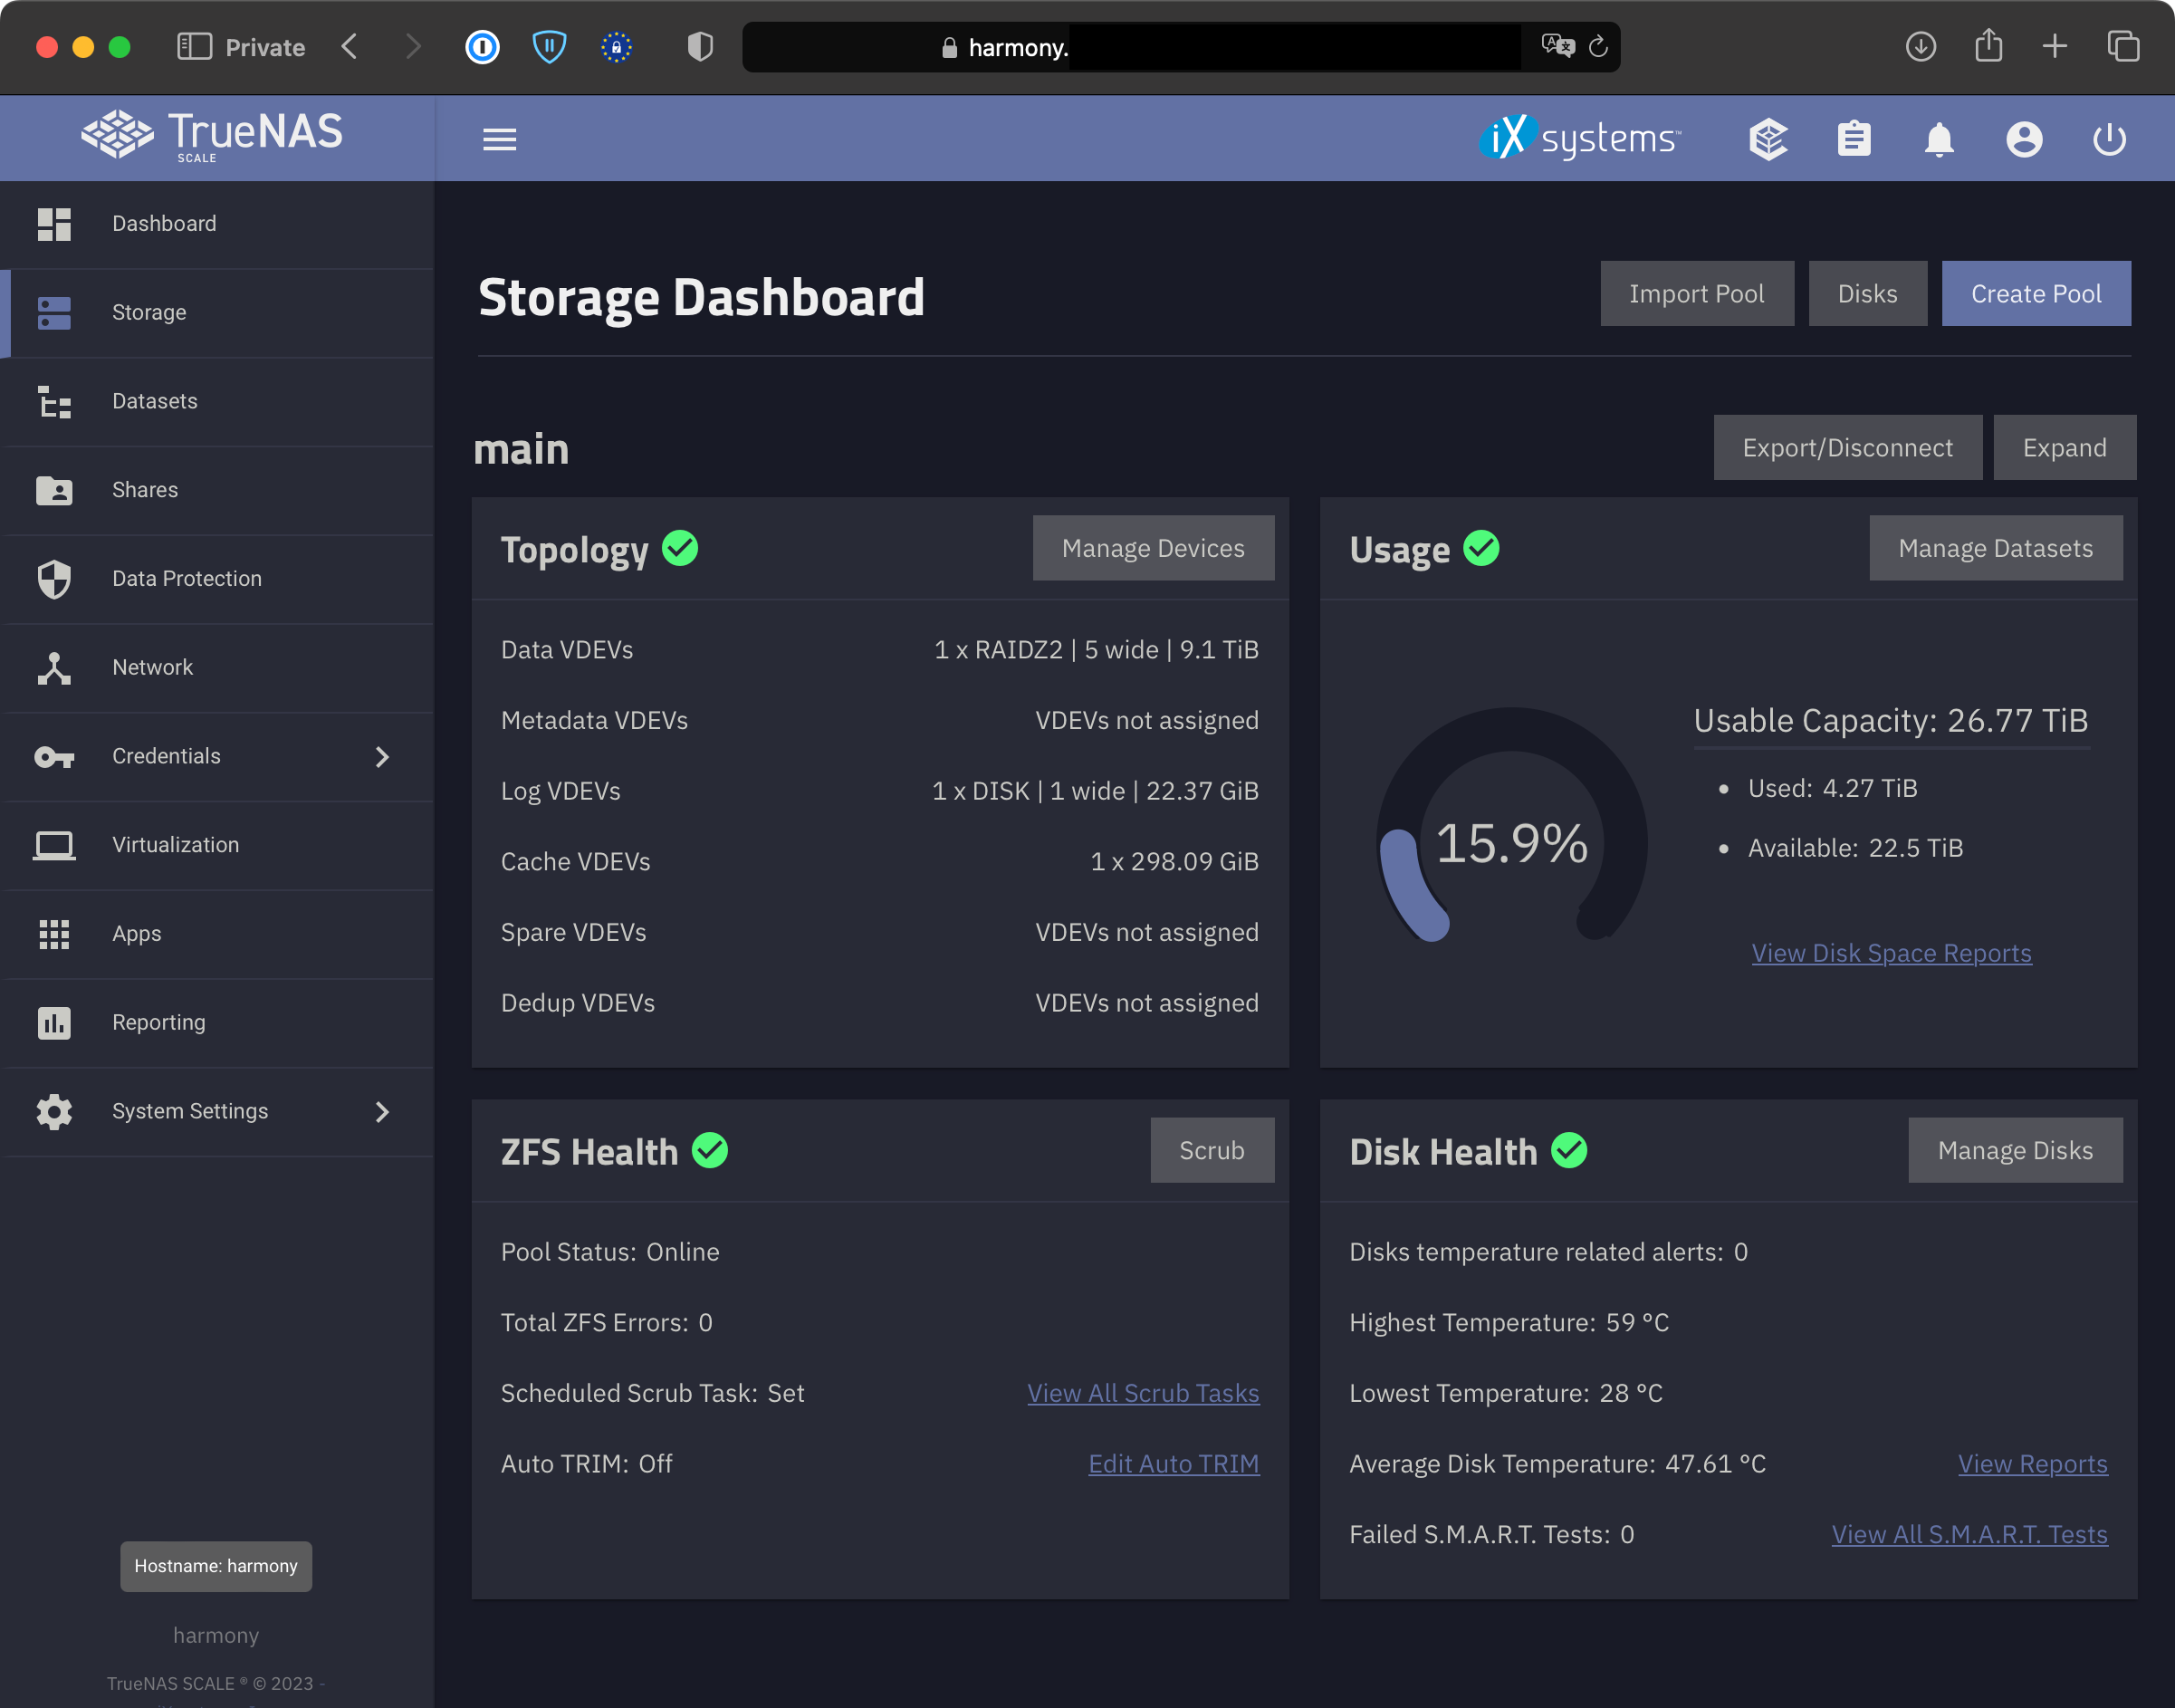 Private
harmony.
TrueNAS
SCALE
iXsystems™
Dashboard
Storage
Datasets
Shares
Data Protection
Network
Credentials
Virtualization
Apps
Reporting
System Settings
Hostname: harmony
harmony
TrueNAS SCALE ® © 2023 -
Storage Dashboard
Import Pool
Disks
Create Pool
main
Export/Disconnect
Expand
Topology
Manage Devices
Data VDEVs 1 x RAIDZ2 | 5 wide | 9.1 TiB
Metadata VDEVs VDEVs not assigned
Log VDEVs 1 x DISK | 1 wide | 22.37 GiB
Cache VDEVs 1 x 298.09 GiB
Spare VDEVs VDEVs not assigned
Dedup VDEVs VDEVs not assigned
Usage
Manage Datasets
15.9%
Usable Capacity: 26.77 TiB
• Used: 4.27 TiB
• Available: 22.5 TiB
View Disk Space Reports
ZFS Health
Scrub
Pool Status: Online
Total ZFS Errors: 0
Scheduled Scrub Task: Set View All Scrub Tasks
Auto TRIM: Off Edit Auto TRIM
Disk Health
Manage Disks
Disks temperature related alerts: 0
Highest Temperature: 59 °C
Lowest Temperature: 28 °C
Average Disk Temperature: 47.61 °C View Reports
Failed S.M.A.R.T. Tests: 0 View All S.M.A.R.T. Tests